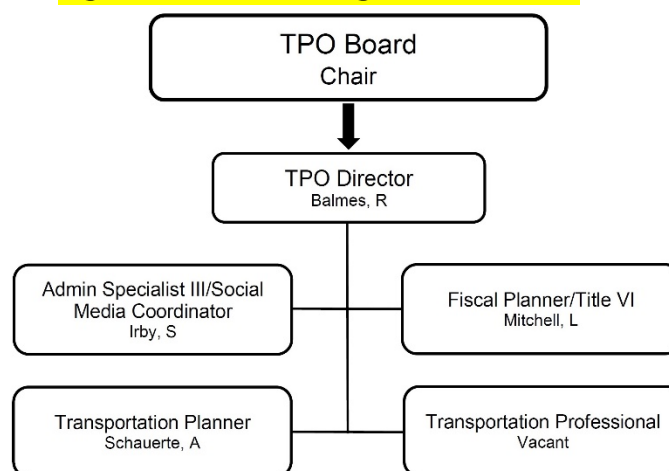 TPO Board
Chair
TPO Director
Balmes, R
Admin Specialist III/Social
Media Coordinator
Irby, S
Fiscal Planner/Title VI
Mitchell, L
Transportation Planner
Schauerte, A
Transportation Professional
Vacant